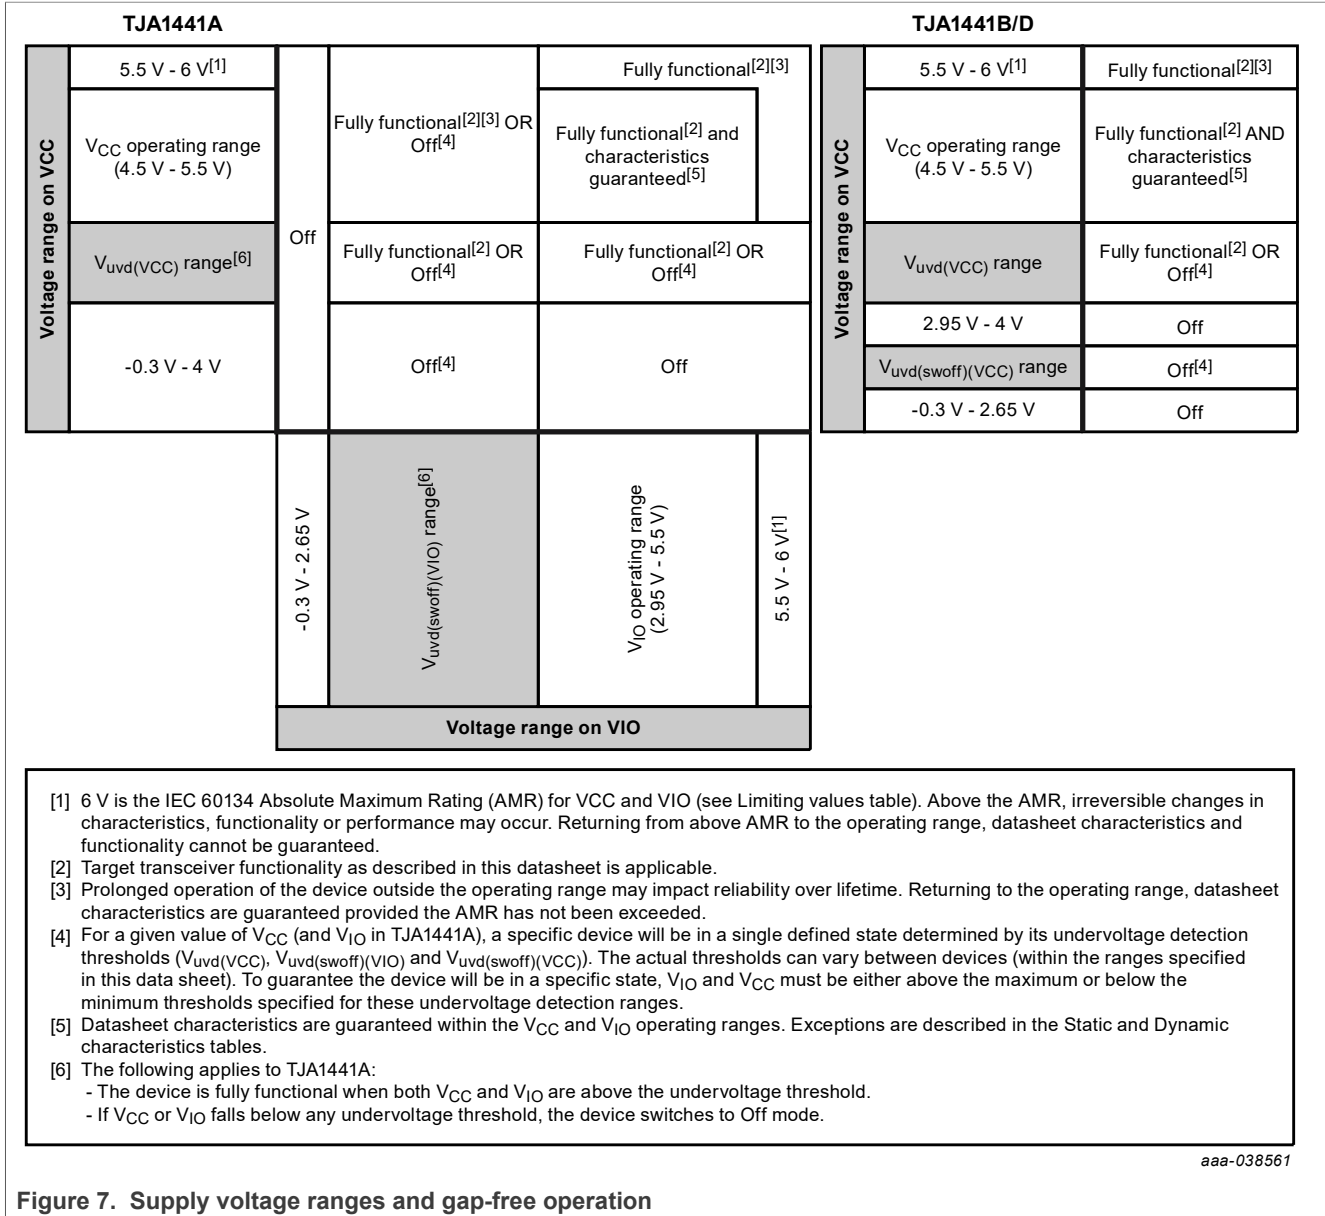 TJA1441A
TJA1441B/D
Voltage range on VCC
5.5 V - 6 V[1]
VCC operating range
(4.5 V - 5.5 V)
Vuvd(VCC) range[6]
-0.3 V - 4 V
Off
Fully functional[2][3] OR
Off[4]
Fully functional[2][3]
Fully functional[2] and
characteristics
guaranteed[5]
Fully functional[2] OR
Off[4]
Fully functional[2] OR
Off[4]
Off[4]
Off
-0.3 V - 2.65 V
Vuvd(swoff)(VIO) range[6]
VIO operating range
(2.95 V - 5.5 V)
5.5 V - 6 V[1]
Voltage range on VIO
Voltage range on VCC
5.5 V - 6 V[1]
Fully functional[2][3]
VCC operating range
(4.5 V - 5.5 V)
Fully functional[2] AND
characteristics
guaranteed[5]
Vuvd(VCC) range
Fully functional[2] OR
Off[4]
2.95 V - 4 V
Off
Vuvd(swoff)(VCC) range
Off[4]
-0.3 V - 2.65 V
Off
[1] 6 V is the IEC 60134 Absolute Maximum Rating (AMR) for VCC and VIO (see Limiting values table). Above the AMR, irreversible changes in
characteristics, functionality or performance may occur. Returning from above AMR to the operating range, datasheet characteristics and
functionality cannot be guaranteed.
[2] Target transceiver functionality as described in this datasheet is applicable.
[3] Prolonged operation of the device outside the operating range may impact reliability over lifetime. Returning to the operating range, datasheet
characteristics are guaranteed provided the AMR has not been exceeded.
[4] For a given value of VCC (and VIO in TJA1441A), a specific device will be in a single defined state determined by its undervoltage detection
thresholds (Vuvd(VCC), Vuvd(swoff)(VIO) and Vuvd(swoff)(VCC)). The actual thresholds can vary between devices (within the ranges specified
in this data sheet). To guarantee the device will be in a specific state, VIO and VCC must be either above the maximum or below the
minimum thresholds specified for these undervoltage detection ranges.
[5] Datasheet characteristics are guaranteed within the VCC and VIO operating ranges. Exceptions are described in the Static and Dynamic
characteristics tables.
[6] The following applies to TJA1441A:
- The device is fully functional when both VCC and VIO are above the undervoltage threshold.
- If VCC or VIO falls below any undervoltage threshold, the device switches to Off mode.
aaa-038561
Figure 7. Supply voltage ranges and gap-free operation